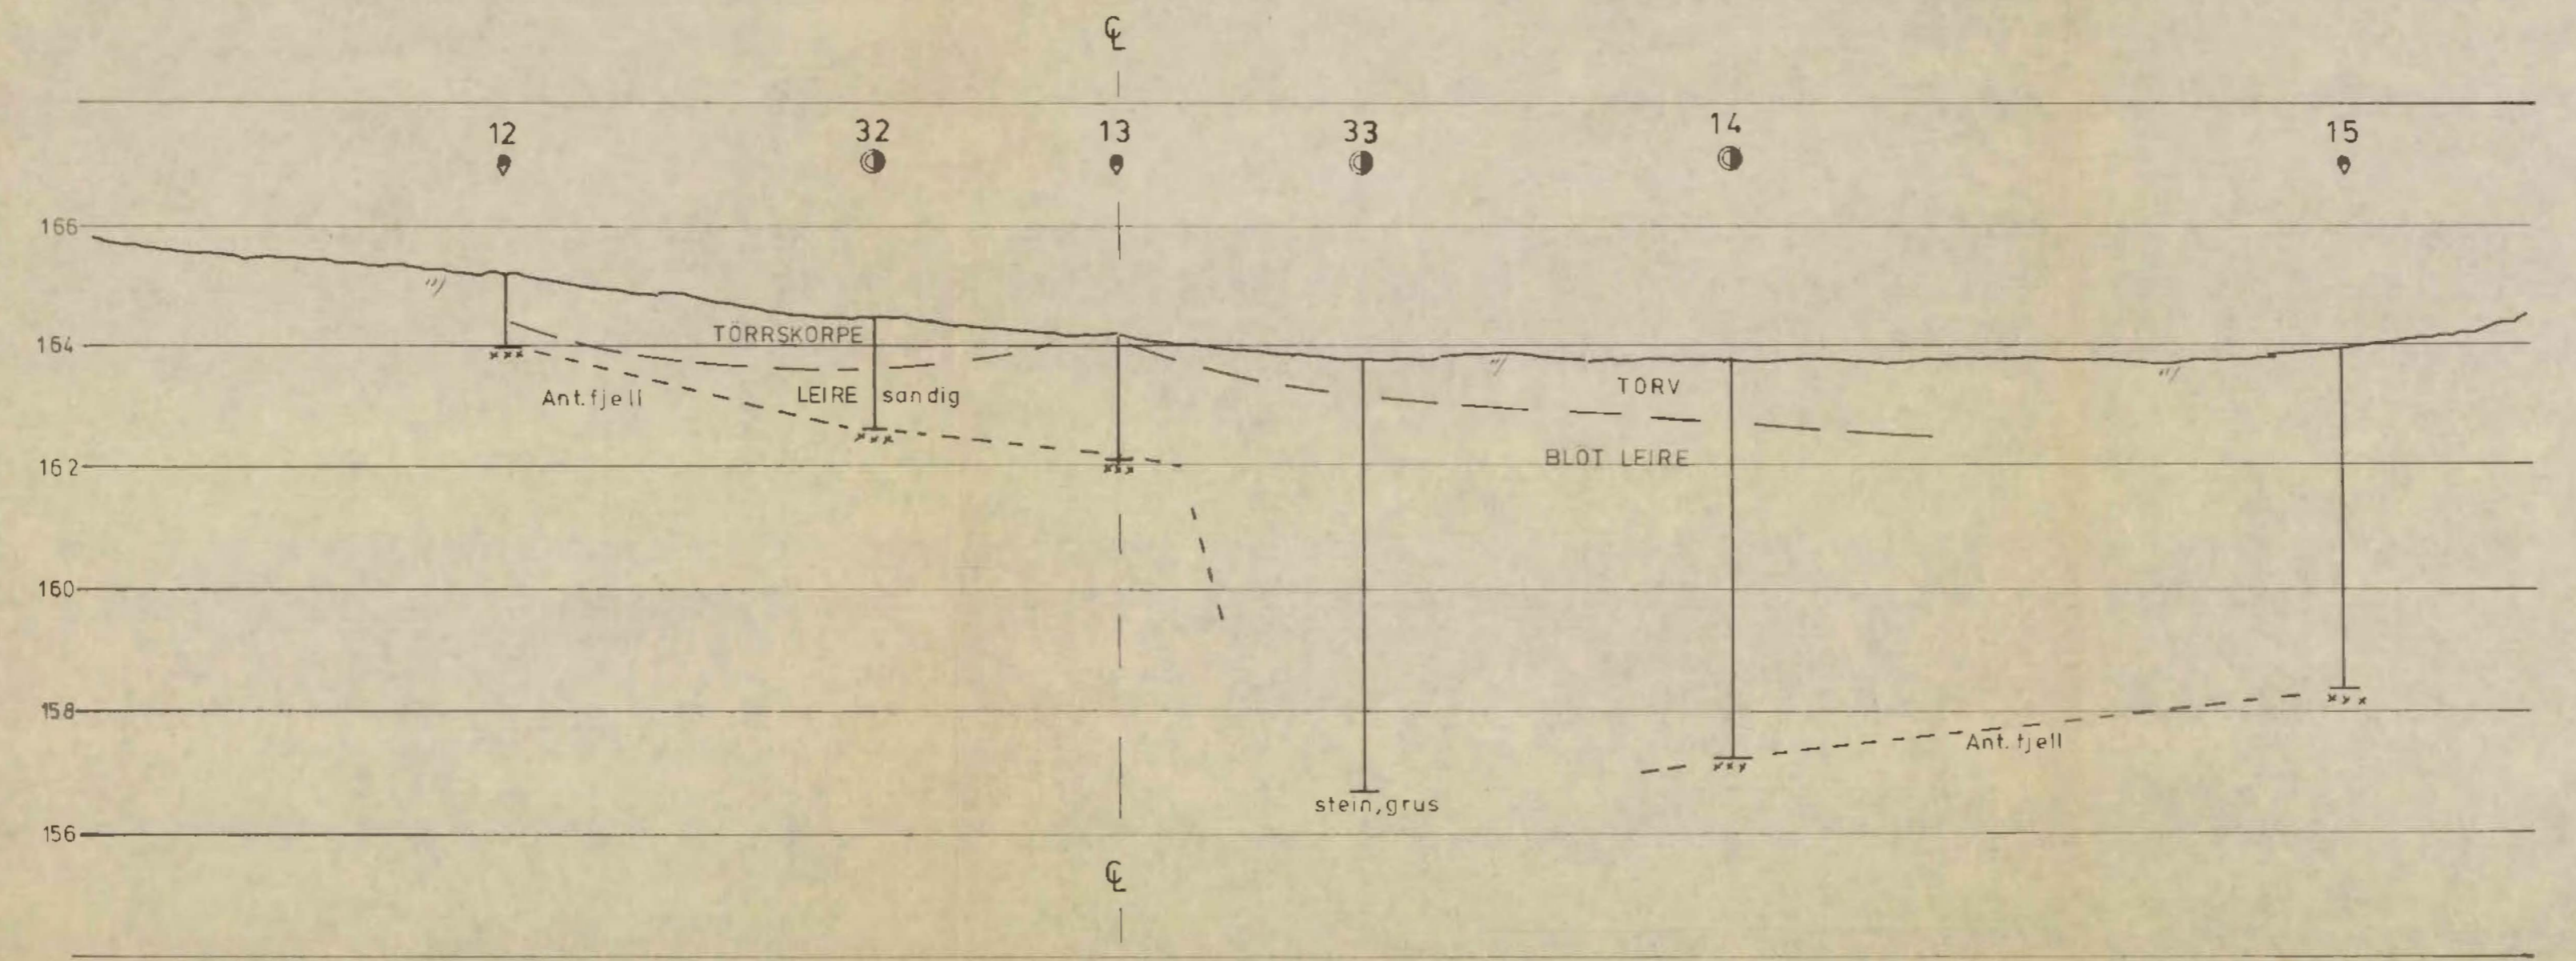 ℄
12 32 13 33 14 15
166
TÖRRSKORPE
164
Ant. fjell
LEIRE sandig
TORV
BLÖT LEIRE
162
160
158
Ant. fjell
stein, grus
156
℄